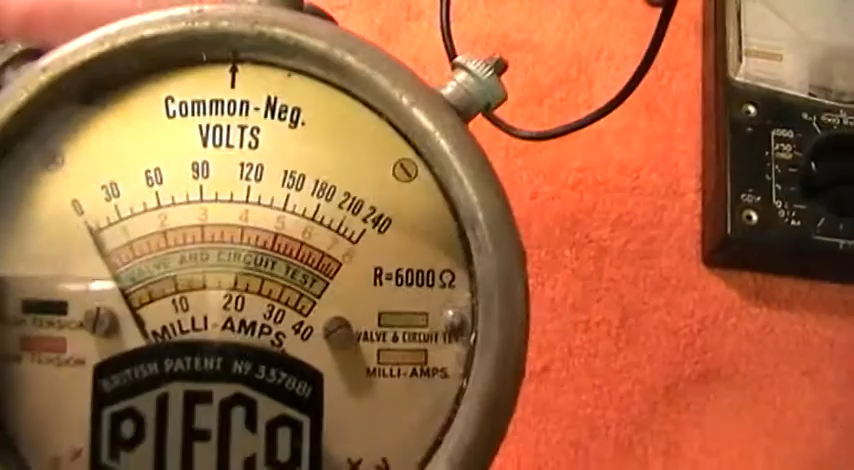 Common-Neg.
VOLTS
0 30 60 90 120 150 180 210 240
1 2 3 4 5 6 7 8
VALVE AND CIRCUIT TEST
10 20 30 40
MILLI-AMPS.
R=6000Ω
TENSION
TENSION
VALVE & CIRCUIT
MILLI-AMPS.
BRITISH PATENT No. 357881
PIFCO